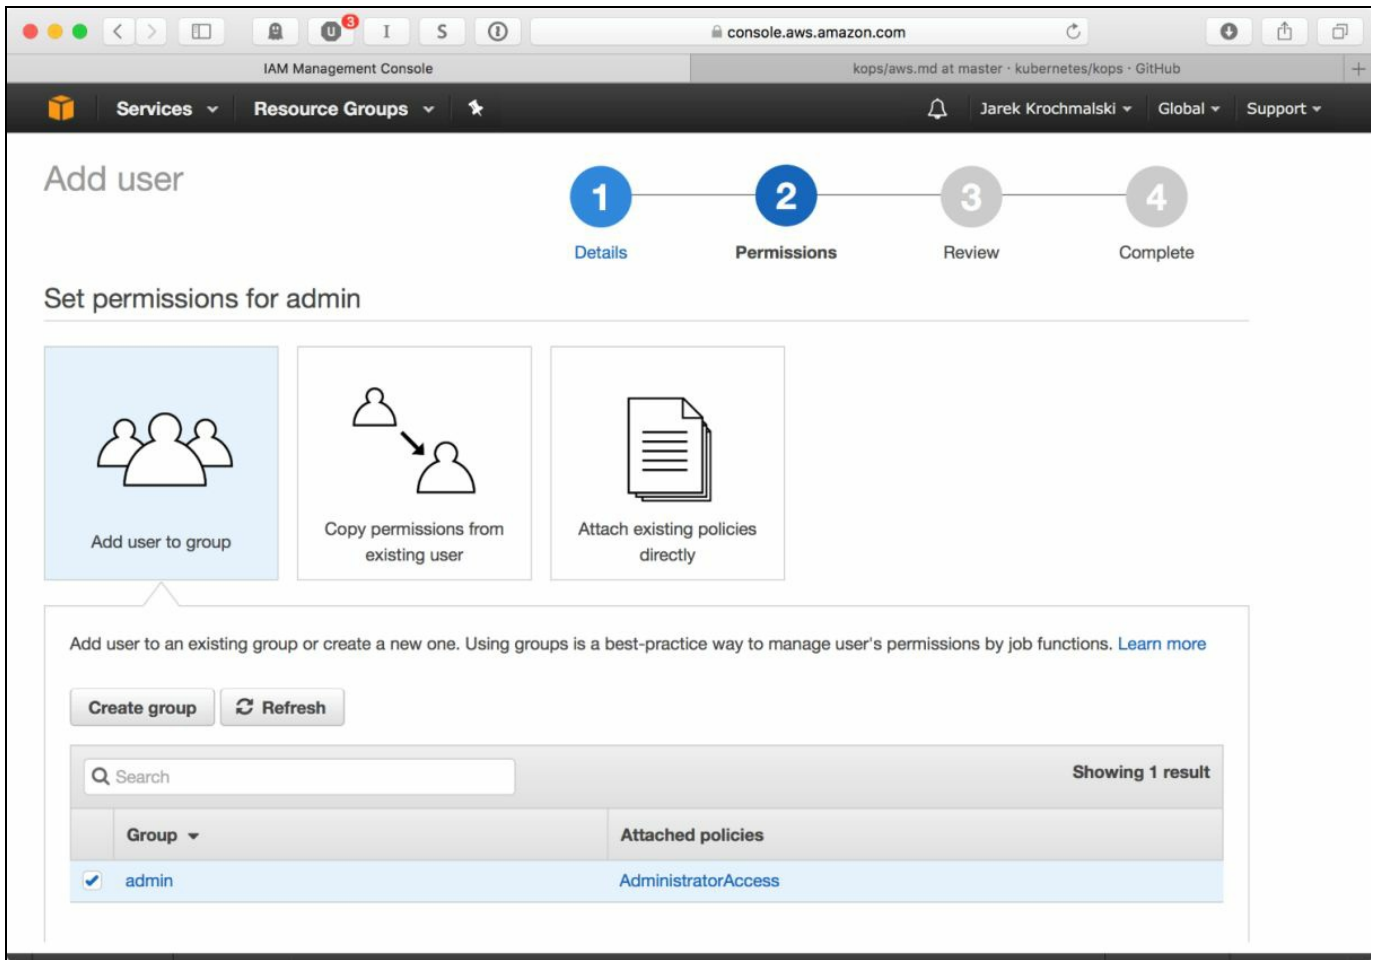 3
I
S
console.aws.amazon.com
IAM Management Console
kops/aws.md at master · kubernetes/kops · GitHub
Services
Resource Groups
Jarek Krochmalski
Global
Support
Add user
1
2
3
4
Details
Permissions
Review
Complete
Set permissions for admin
Add user to group
Copy permissions from
existing user
Attach existing policies
directly
Add user to an existing group or create a new one. Using groups is a best-practice way to manage user's permissions by job functions. Learn more
Create group
Refresh
Search
Showing 1 result
Group
Attached policies
admin
AdministratorAccess